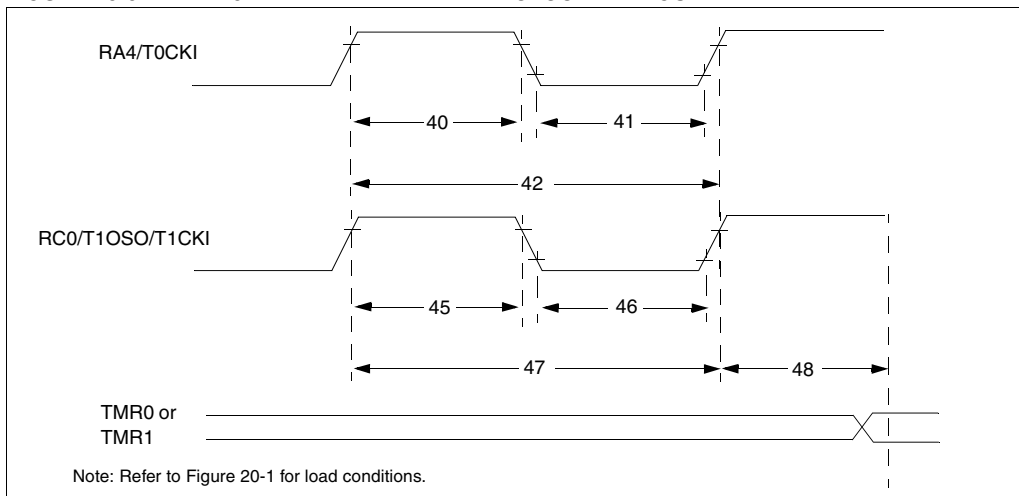 RA4/T0CKI
40
41
42
RC0/T1OSO/T1CKI
45
46
47
48
TMR0 or
TMR1
Note: Refer to Figure 20-1 for load conditions.